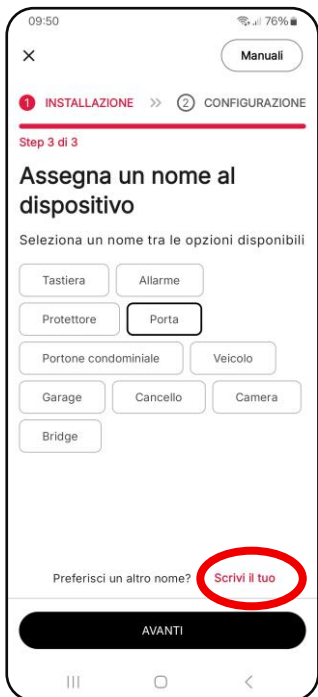 09:50 76%
Manuali
1 INSTALLAZIONE >> 2 CONFIGURAZIONE
Step 3 di 3
Assegna un nome al
dispositivo
Seleziona un nome tra le opzioni disponibili
Tastiera Allarme
Protettore Porta
Portone condominiale Veicolo
Garage Cancello Camera
Bridge
Preferisci un altro nome? Scrivi il tuo
AVANTI